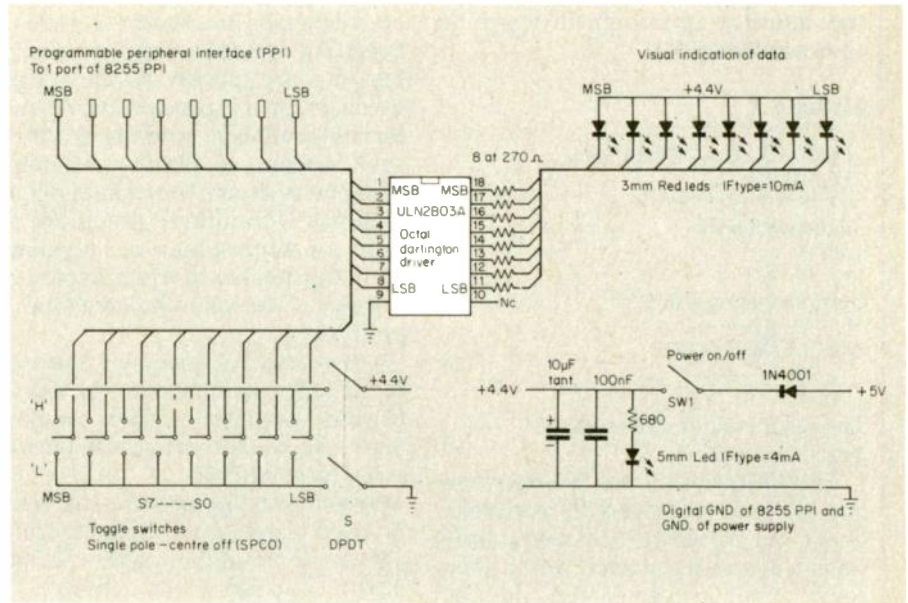 Programmable peripheral interface (PPI)
To 1 port of 8255 PPI
MSB LSB
Visual indication of data
MSB +4.4V LSB
8 at 270Ω
3mm Red leds IFtype=10mA
1 MSB MSB 18
2 17
3 ULN2803A 16
4 15
5 Octal 14
6 darlington 13
7 driver 12
8 LSB LSB 11
9 10
Nc
'H'
+4.4V
'L'
MSB S7----S0 LSB
Toggle switches
Single pole – centre off (SPCO)
S
DPDT
Power on/off
10µF
tant.
100nF
1N4001
+4.4V
+5V
SW1
680
5mm Led IFtype=4mA
Digital GND. of 8255 PPI and
GND. of power supply